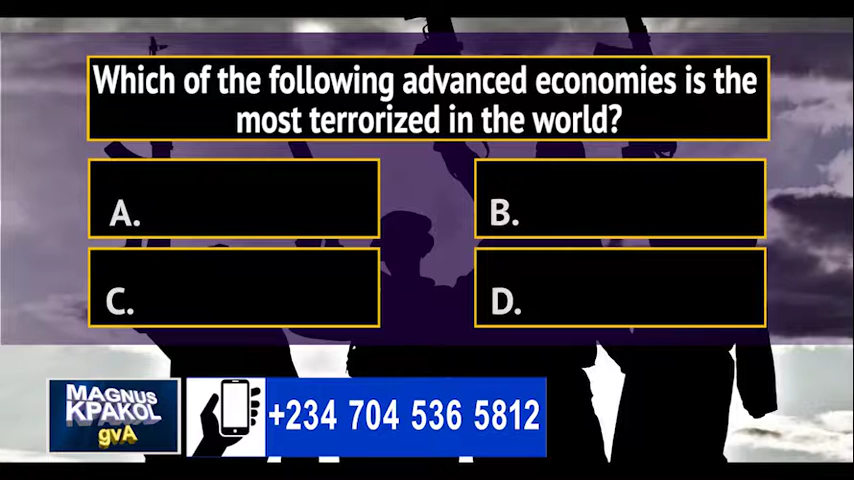 Which of the following advanced economies is the
most terrorized in the world?
A.
B.
C.
D.
MAGNUS
KPAKOL
gvA
+234 704 536 5812